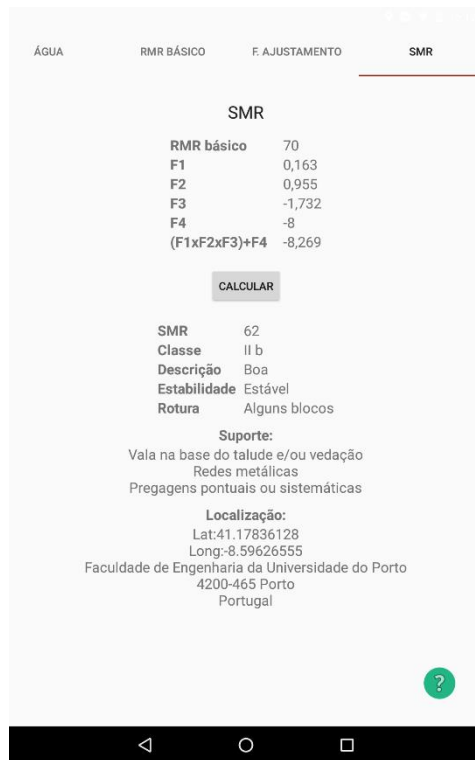 ÁGUA RMR BÁSICO F. AJUSTAMENTO SMR
SMR
RMR básico 70
F1 0,163
F2 0,955
F3 -1,732
F4 -8
(F1xF2xF3)+F4 -8,269
CALCULAR
SMR 62
Classe II b
Descrição Boa
Estabilidade Estável
Rotura Alguns blocos
Suporte:
Vala na base do talude e/ou vedação
Redes metálicas
Pregagens pontuais ou sistemáticas
Localização:
Lat:41.17836128
Long:-8.59626555
Faculdade de Engenharia da Universidade do Porto
4200-465 Porto
Portugal
?